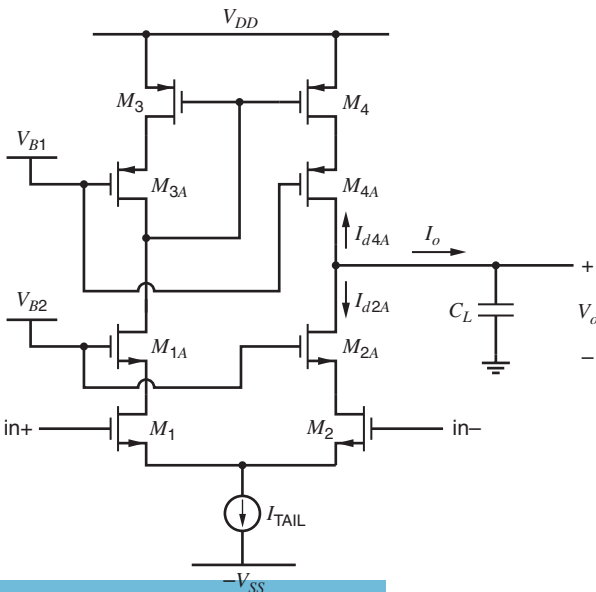 V_DD
M_3
M_4
V_B1
M_3A
M_4A
I_d4A
I_o
V_B2
I_d2A
C_L
+
V_o
–
M_1A
M_2A
in+
M_1
M_2
in–
I_TAIL
–V_SS